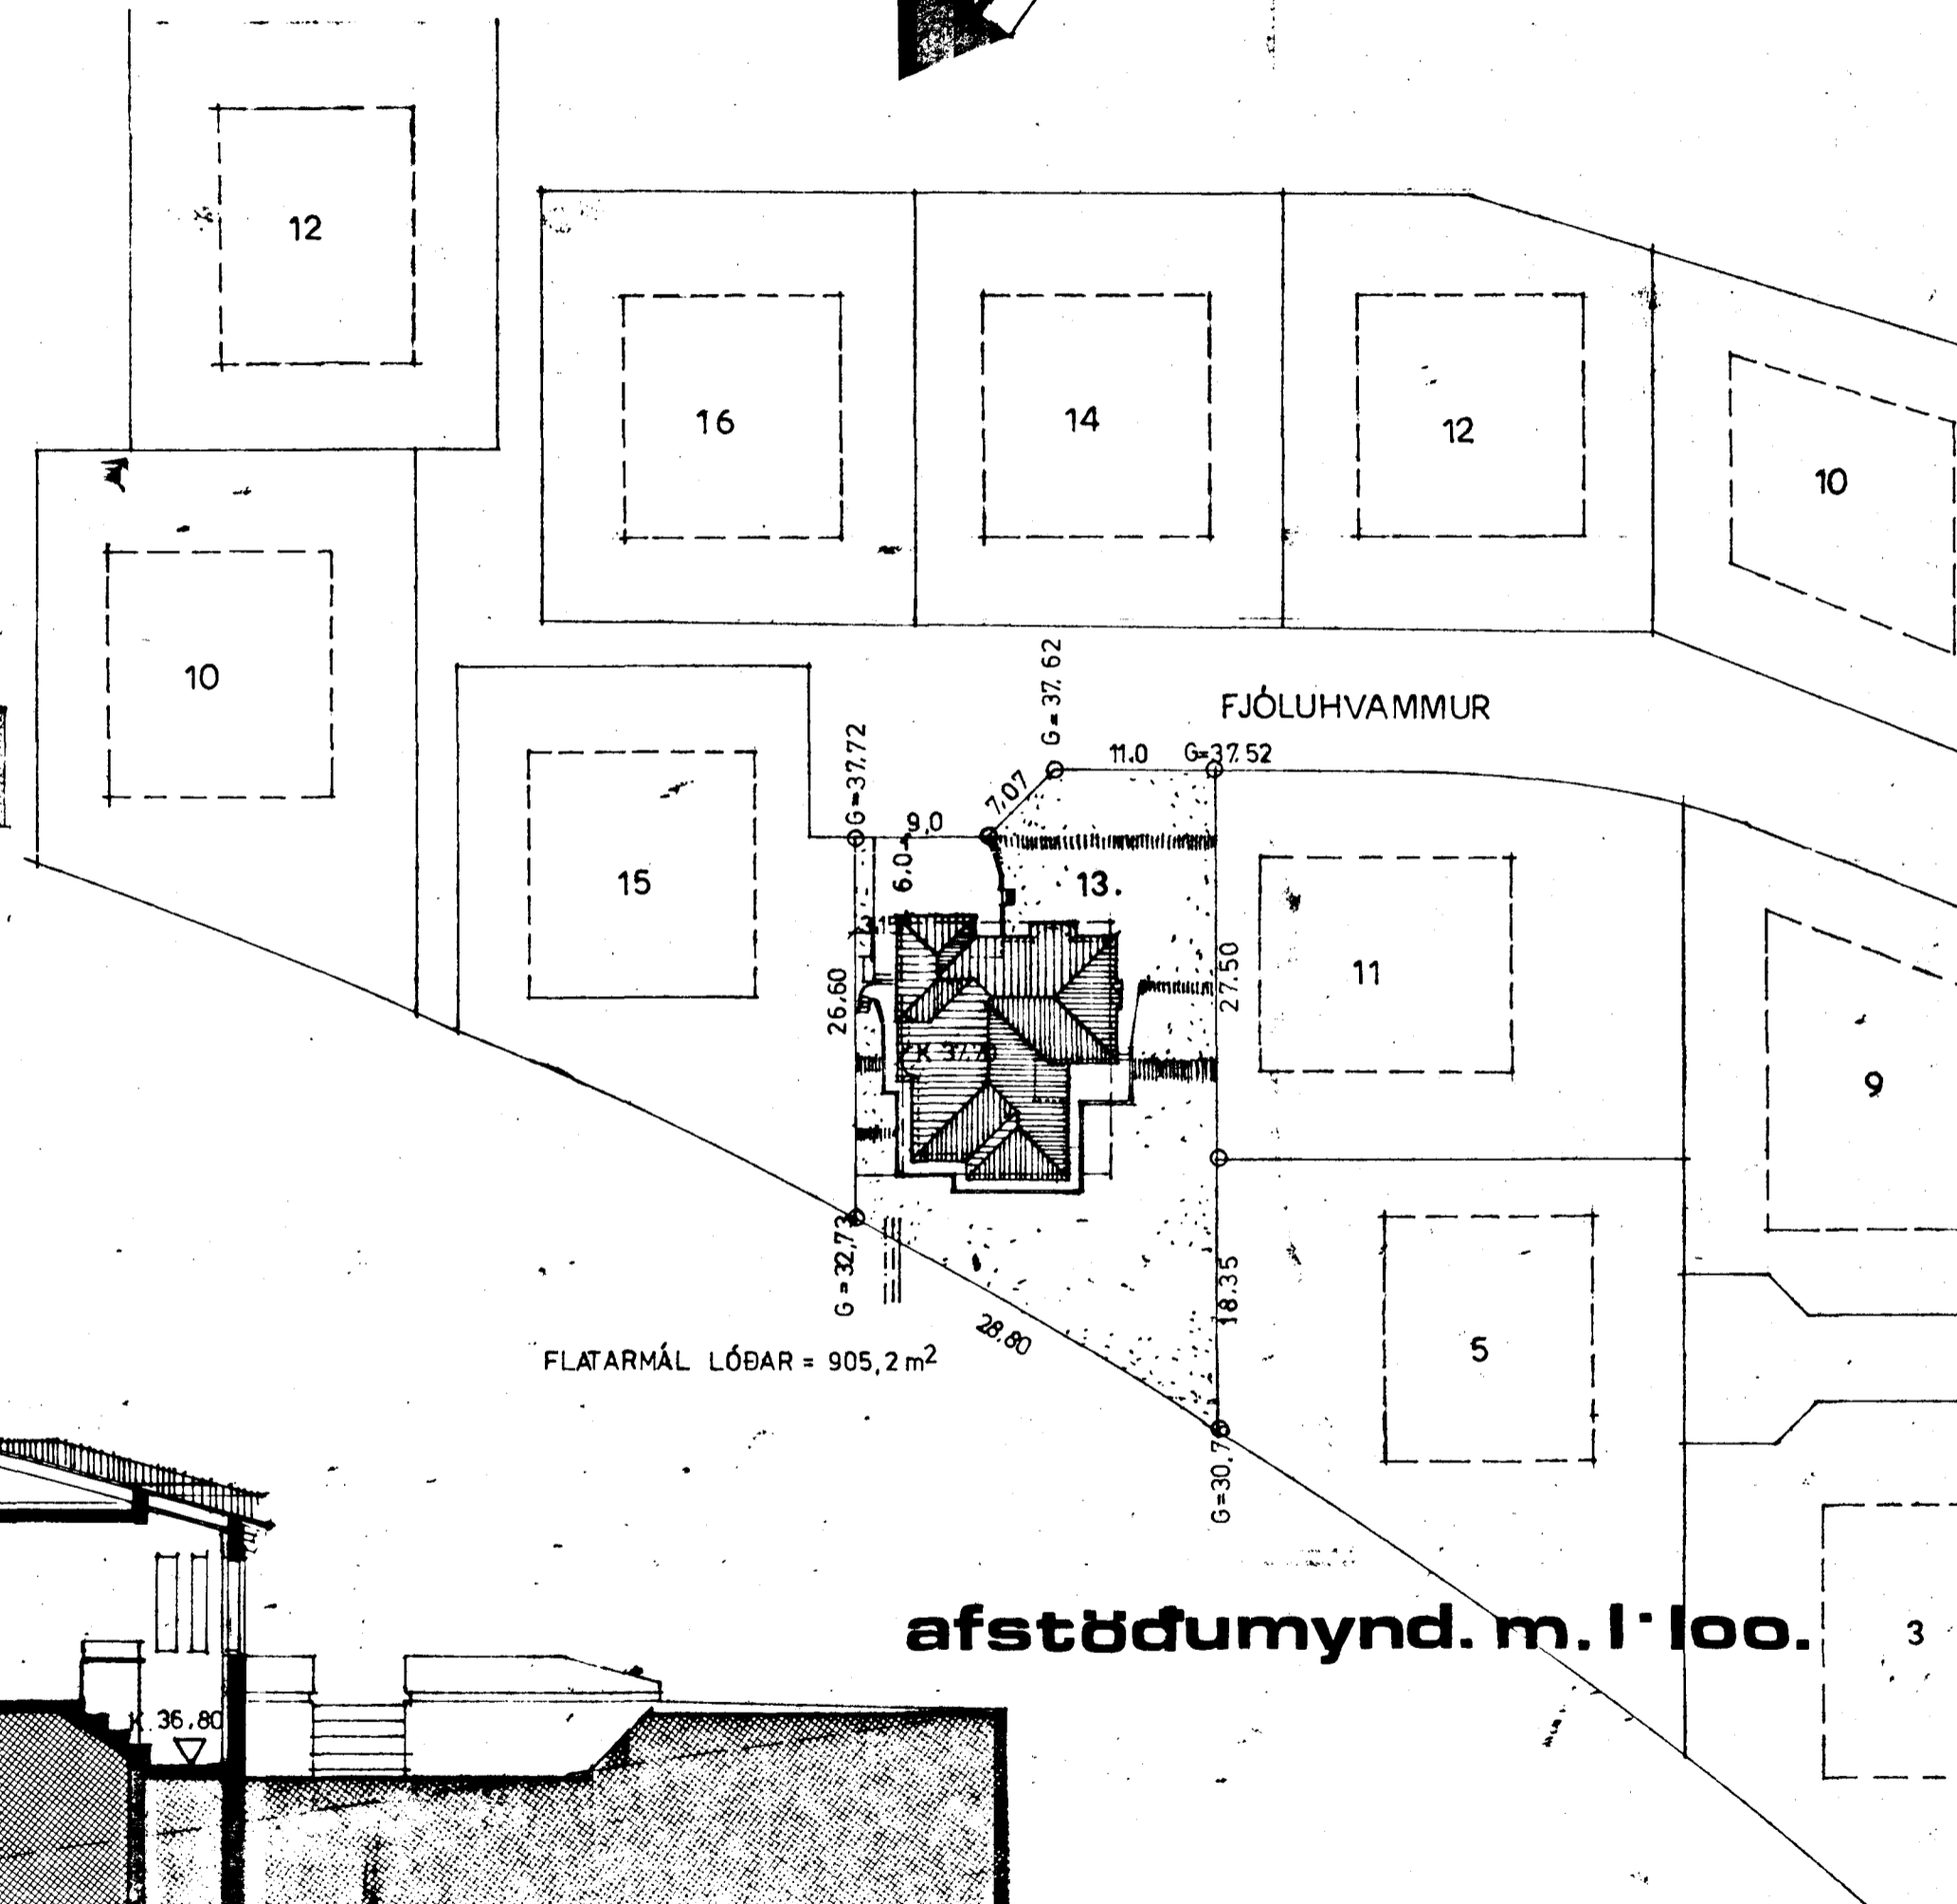 12
16
14
12
10
10
FJÓLUHVAMMUR
G=37.62
G=37.72
11.0
G=37.52
7,07
9,0
6,0
15
13.
11
9
26,60
27.50
K 37.73
G=32,73
18.35
28,80
5
FLATARMÁL LÓÐAR = 905,2 m²
afstöðumynd. m. 1:100.
3
K 36,80